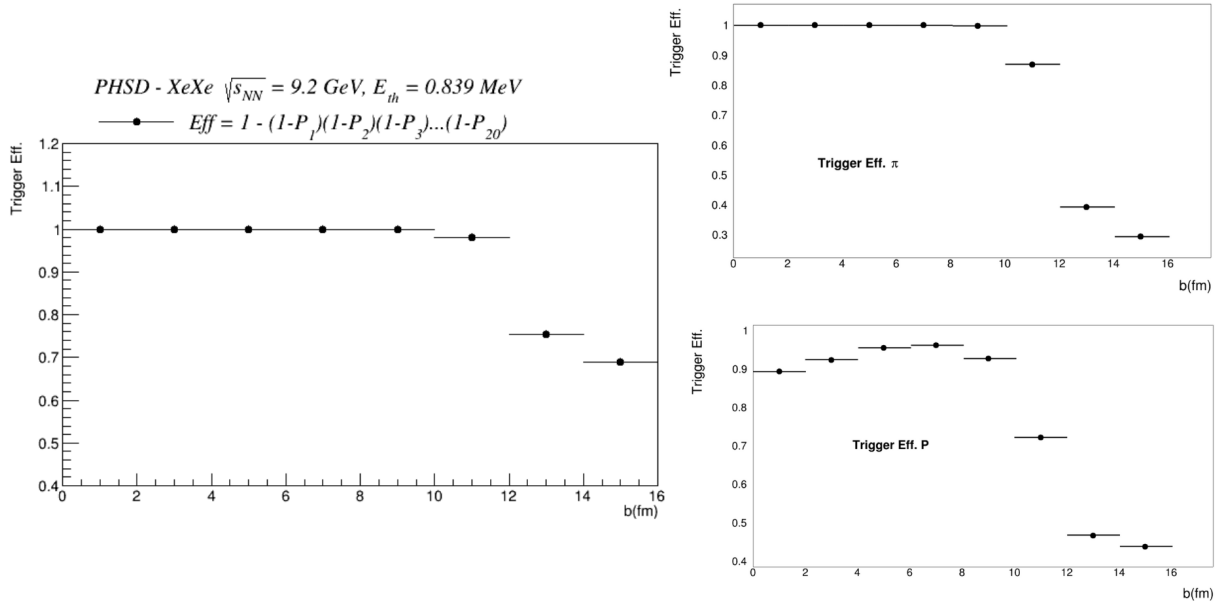 PHSD - XeXe √s_NN = 9.2 GeV, E_th = 0.839 MeV
Eff = 1 - (1-P_1)(1-P_2)(1-P_3)...(1-P_20)
Trigger Eff.
1.2
1.1
1
0.9
0.8
0.7
0.6
0.5
0.4
0 2 4 6 8 10 12 14 16
b(fm)
Trigger Eff.
1
0.9
0.8
0.7
0.6
0.5
0.4
0.3
Trigger Eff. π
0 2 4 6 8 10 12 14 16
b(fm)
Trigger Eff.
1
0.9
0.8
0.7
0.6
0.5
0.4
Trigger Eff. P
0 2 4 6 8 10 12 14 16
b(fm)